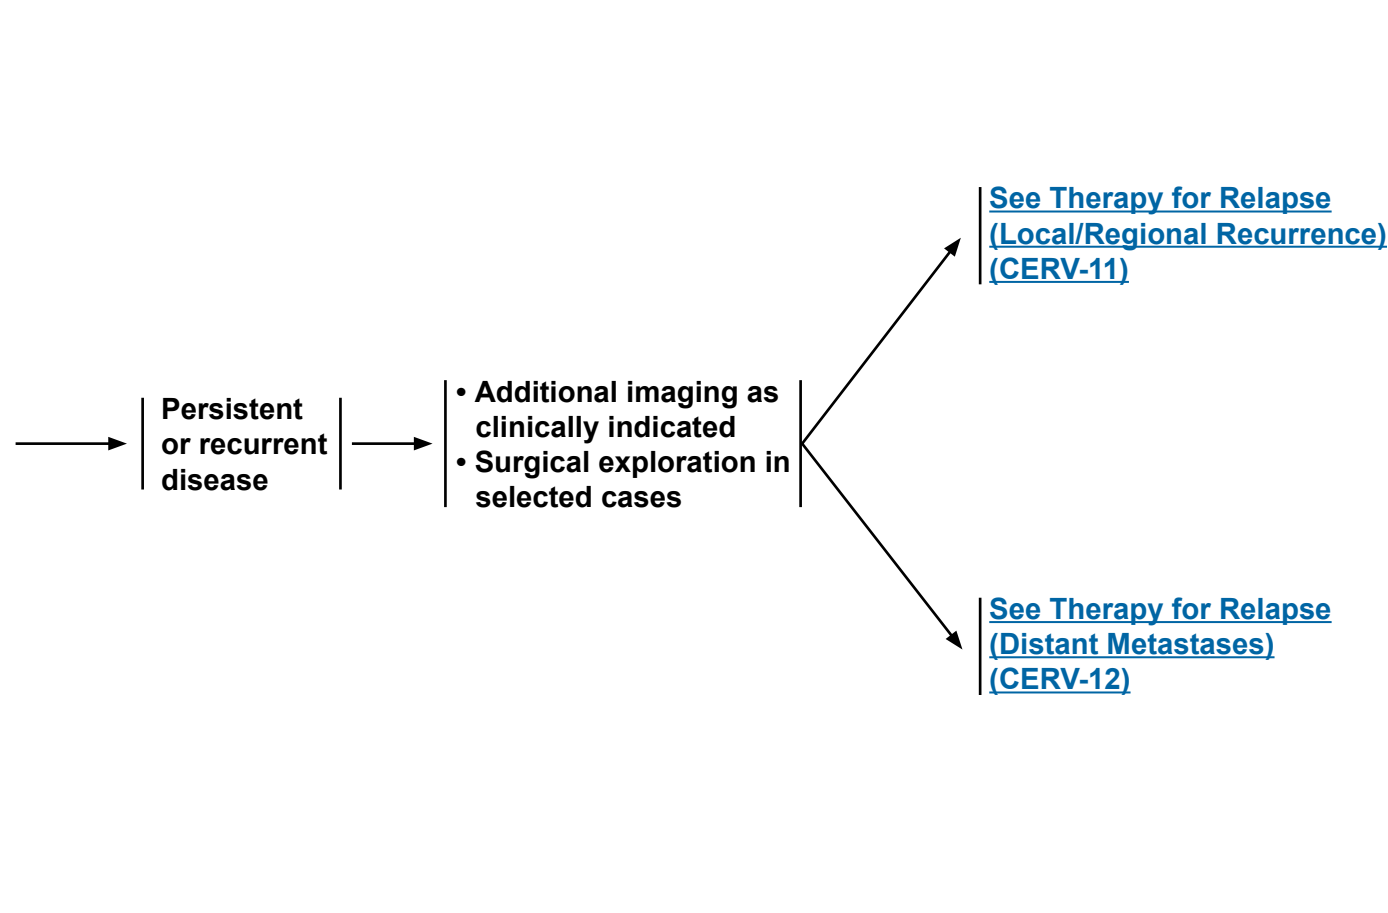 Persistent
or recurrent
disease
• Additional imaging as
clinically indicated
• Surgical exploration in
selected cases
See Therapy for Relapse
(Local/Regional Recurrence)
(CERV-11)
See Therapy for Relapse
(Distant Metastases)
(CERV-12)